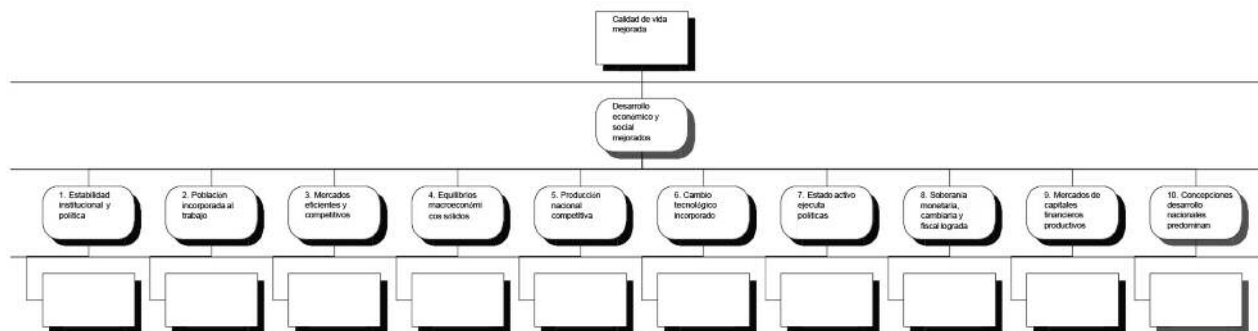 Calidad de vida
mejorada
Desarrollo
económico y
social
mejorados
1. Estabilidad
institucional y
política
2. Población
incorporada al
trabajo
3. Mercados
eficientes y
competitivos
4. Equilibrios
macroeconómi
cos sólidos
5. Producción
nacional
competitiva
6. Cambio
tecnológico
incorporado
7. Estado activo
ejecuta
políticas
8. Soberanía
monetaria,
cambiaria y
fiscal lograda
9. Mercados de
capitales
financieros
productivos
10. Concepciones
desarrollo
nacionales
predominan